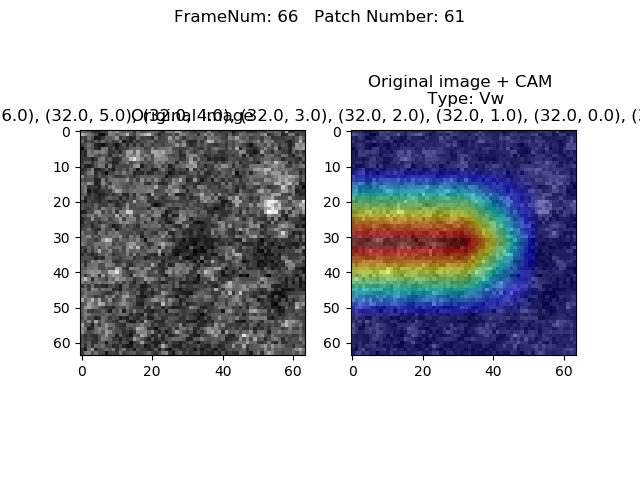 FrameNum: 66   Patch Number: 61
Original image + CAM
Type: Vw
6.0), (32.0, 5.0), (32.0, 4.0), (32.0, 3.0), (32.0, 2.0), (32.0, 1.0), (32.0, 0.0), (3
Original image
0
10
20
30
40
50
60
0 20 40 60
0
10
20
30
40
50
60
0 20 40 60